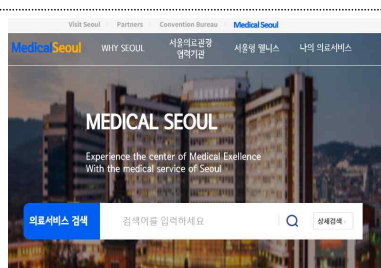 Visit Seoul Partners Convention Bureau Medical Seoul
MedicalSeoul WHY SEOUL 서울의료관광 협력기관 서울형 웰니스 나의 의료서비스
MEDICAL SEOUL
Experience the center of Medical Exellence
With the medical service of Seoul
의료서비스 검색 검색어를 입력하세요 상세검색